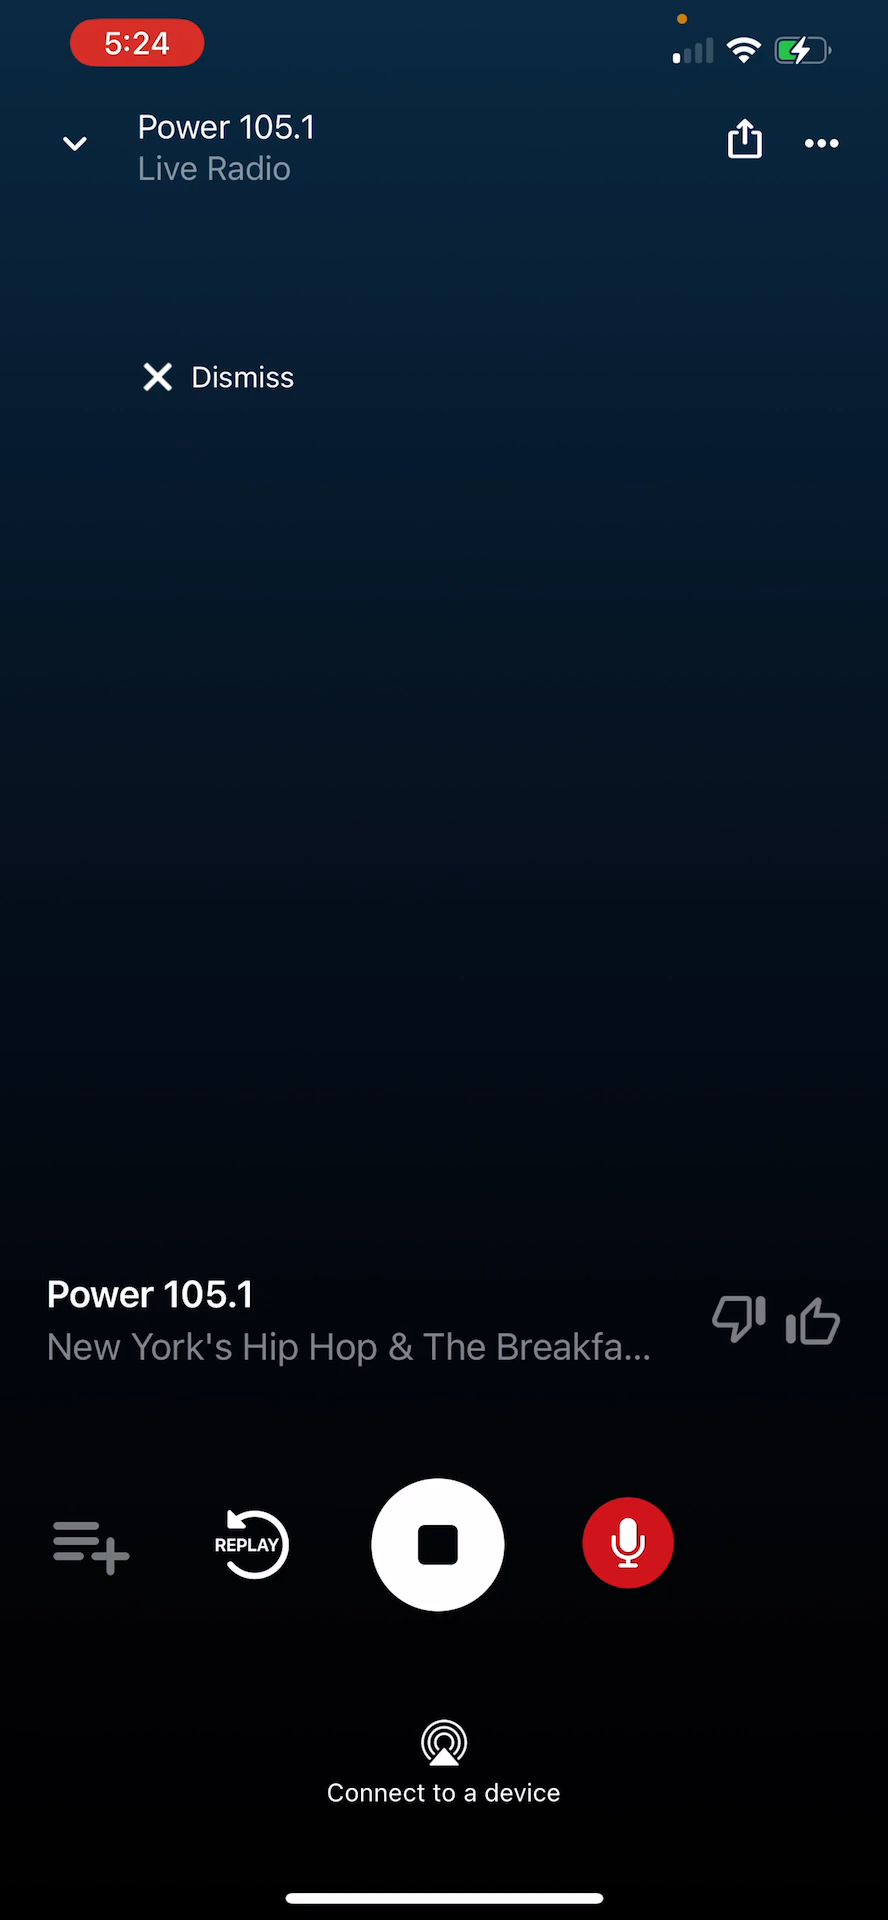 5:24
Power 105.1
Live Radio
Dismiss
Power 105.1
New York's Hip Hop & The Breakfa...
REPLAY
Connect to a device